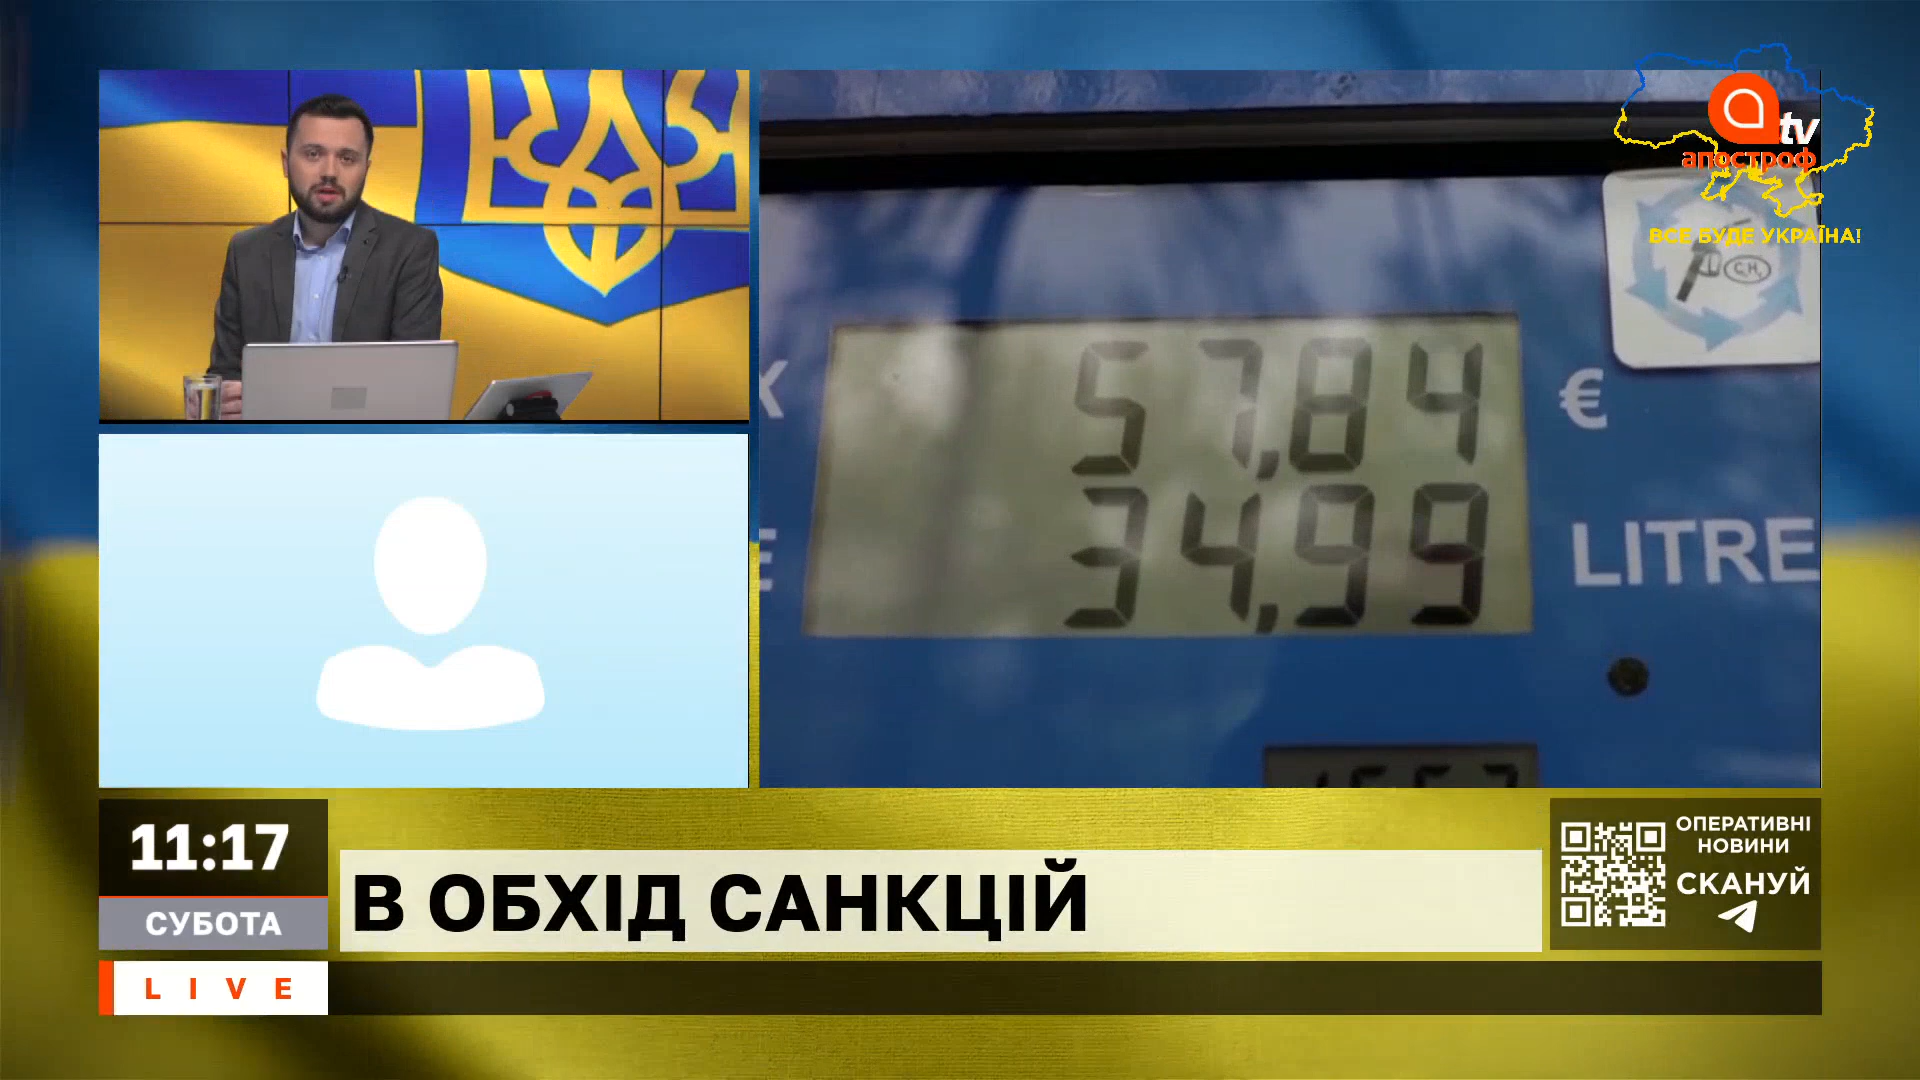 tv
апостроф
ВСЕ БУДЕ УКРАЇНА!
57,84
€
34,99
LITRE
11:17
СУБОТА
В ОБХІД САНКЦІЙ
ОПЕРАТИВНІ
НОВИНИ
СКАНУЙ
LIVE